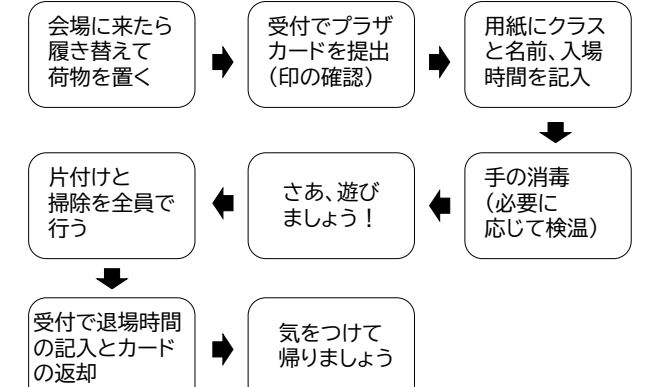 会場に来たら
履き替えて
荷物を置く
受付でプラザ
カードを提出
（印の確認）
用紙にクラス
と名前、入場
時間を記入
手の消毒
（必要に
応じて検温）
さあ、遊び
ましょう！
片付けと
掃除を全員で
行う
受付で退場時間
の記入とカード
の返却
気をつけて
帰りましょう